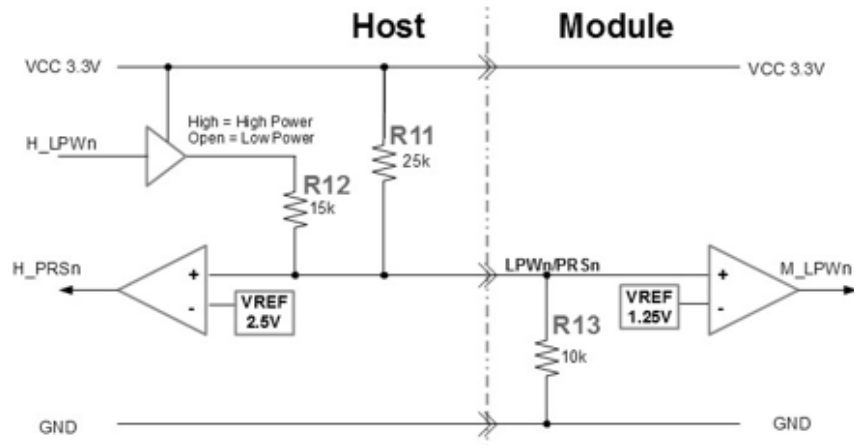 Host
Module
VCC 3.3V
VCC 3.3V
High = High Power
Open = Low Power
H_LPWn
R11
25k
R12
15k
H_PRSn
+
-
VREF
2.5V
LPWn/PRSn
+
-
VREF
1.25V
M_LPWn
R13
10k
GND
GND